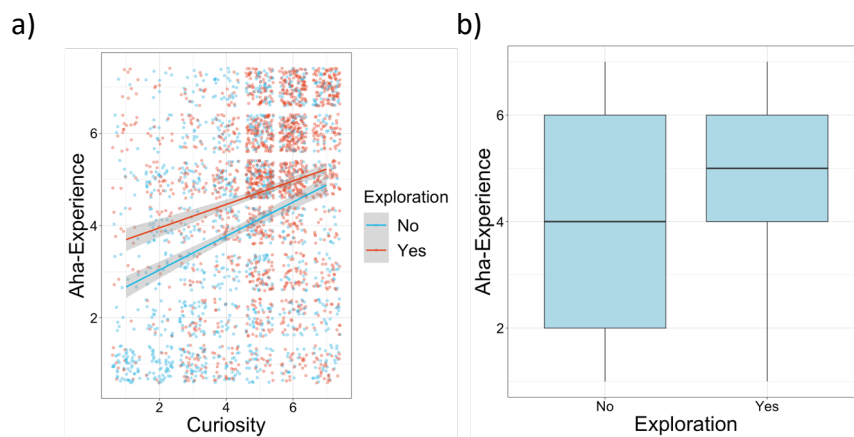 a)
Aha-Experience
6
4
2
2 4 6
Curiosity
Exploration
No
Yes
b)
Aha-Experience
6
4
2
No Yes
Exploration